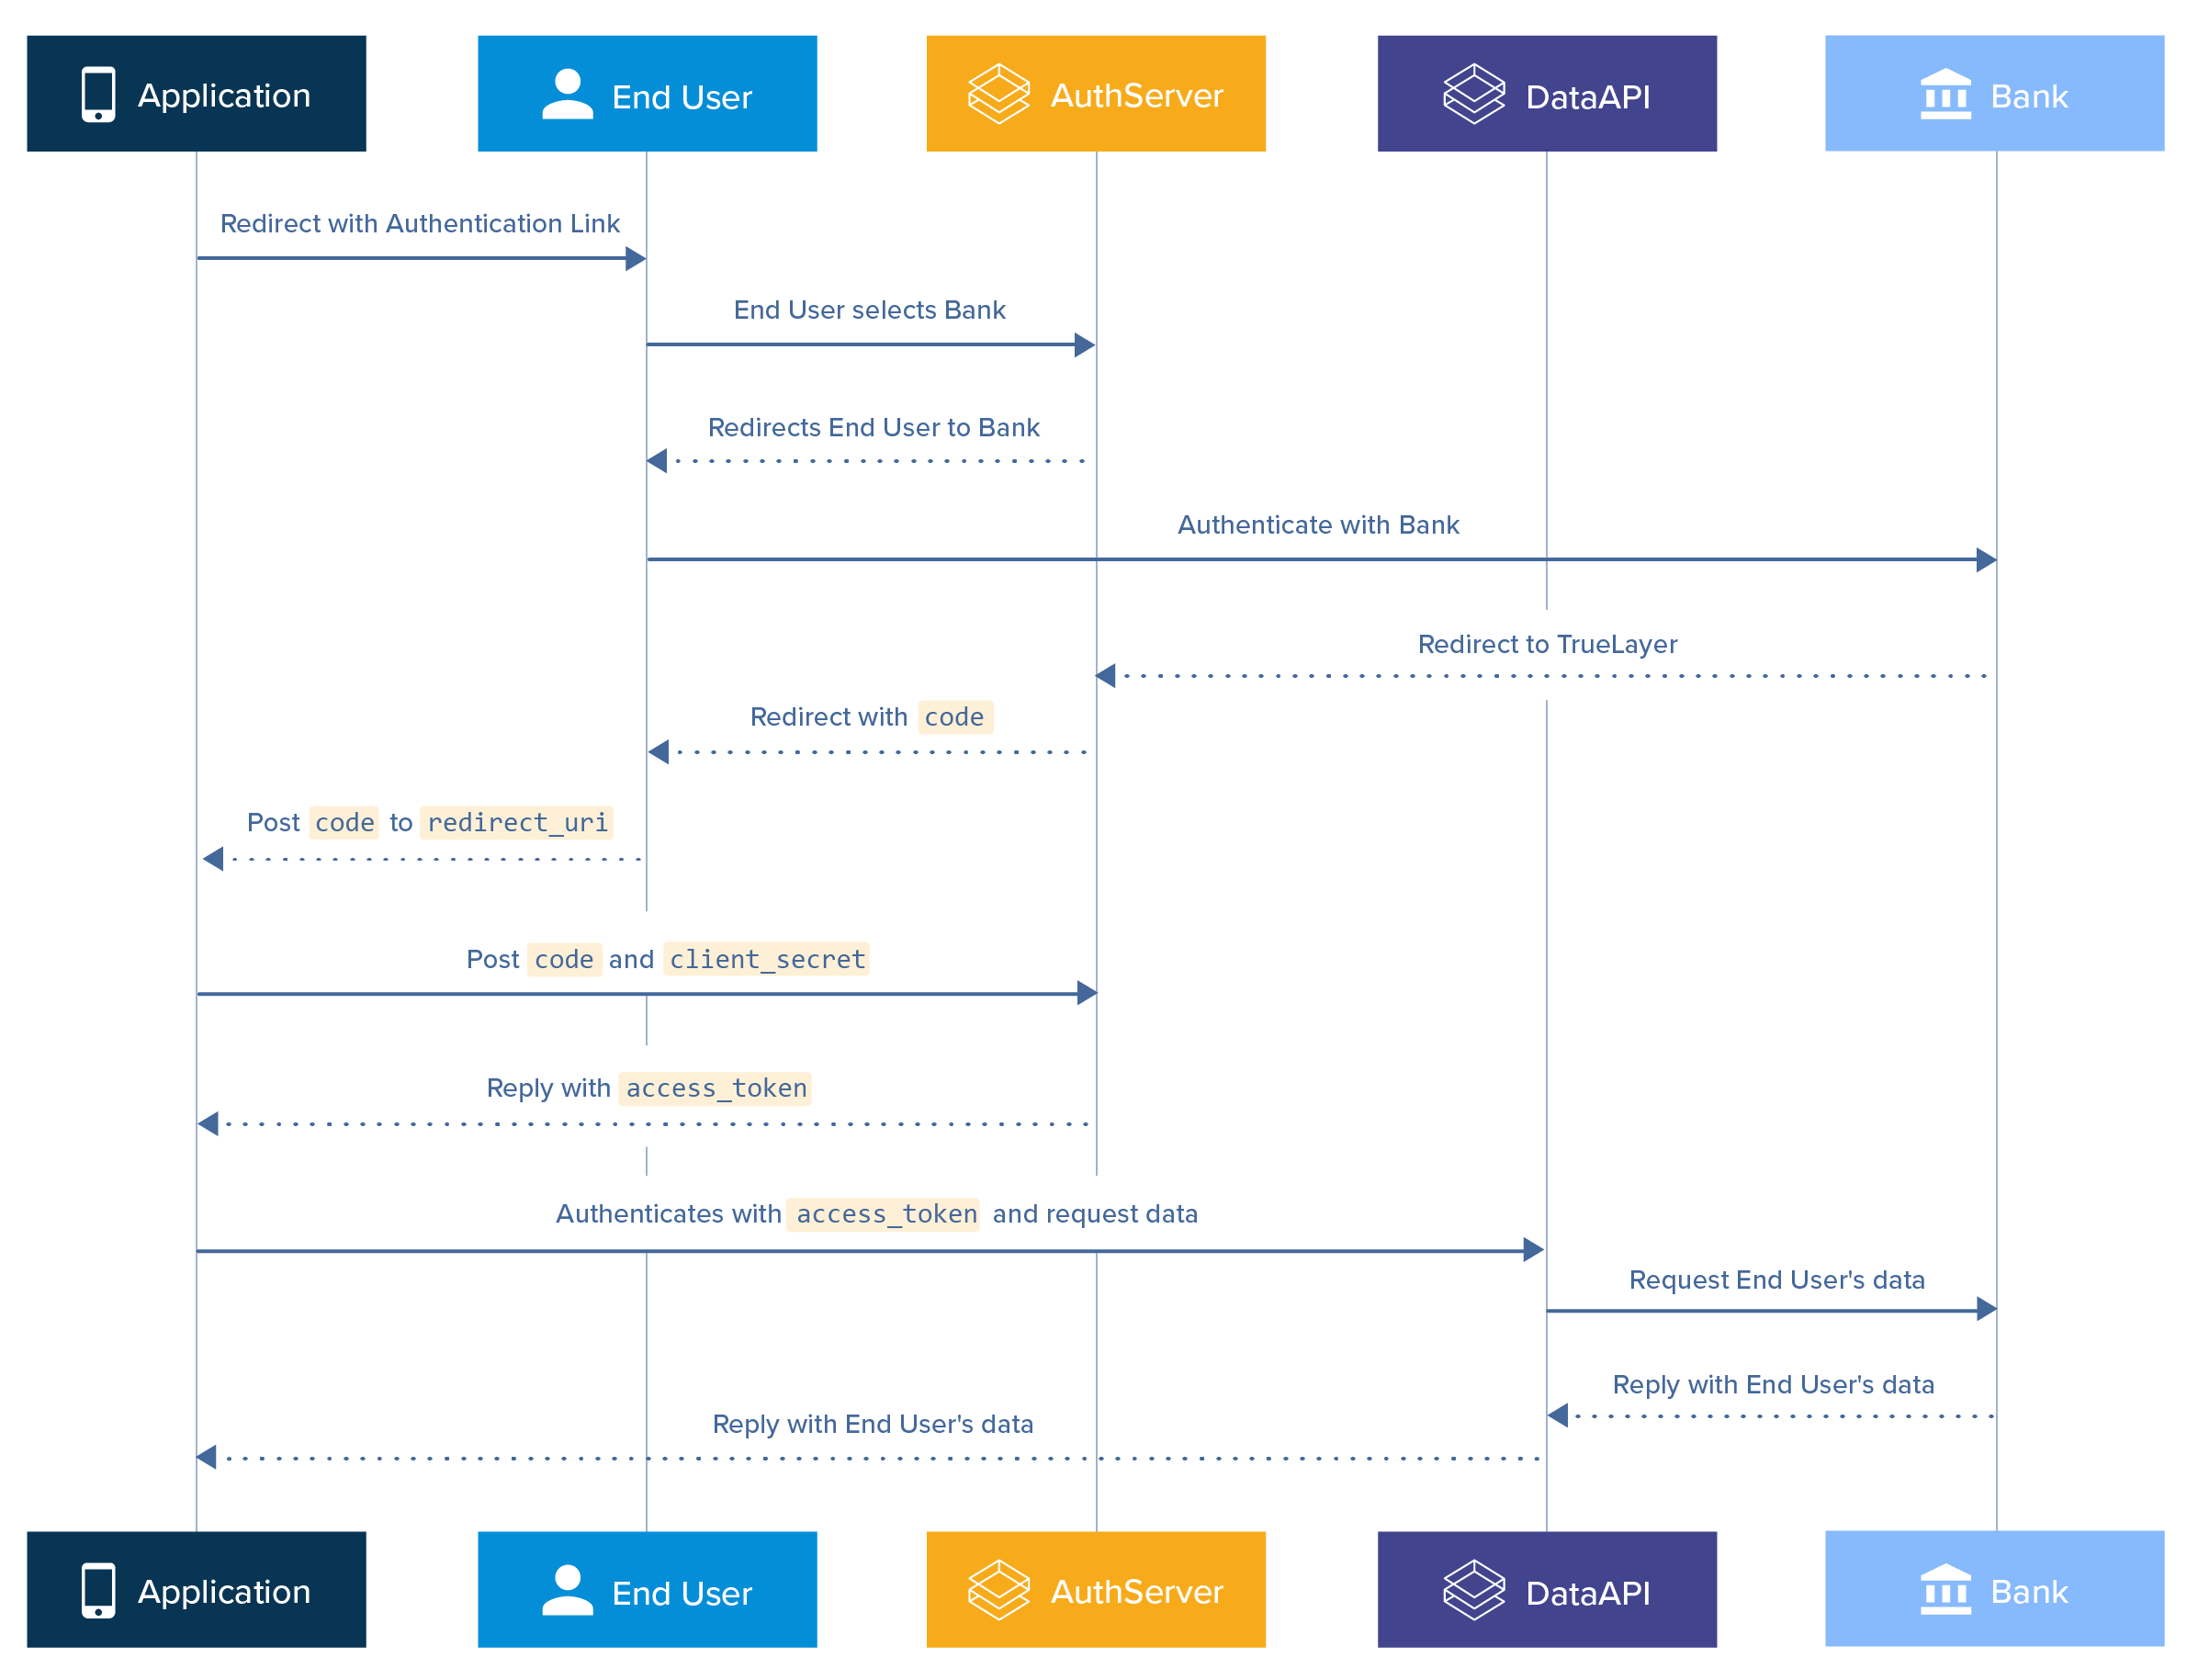 Application
End User
AuthServer
DataAPI
Bank
Redirect with Authentication Link
End User selects Bank
Redirects End User to Bank
Authenticate with Bank
Redirect to TrueLayer
Redirect with code
Post code to redirect_uri
Post code and client_secret
Reply with access_token
Authenticates with access_token and request data
Request End User's data
Reply with End User's data
Reply with End User's data
Application
End User
AuthServer
DataAPI
Bank